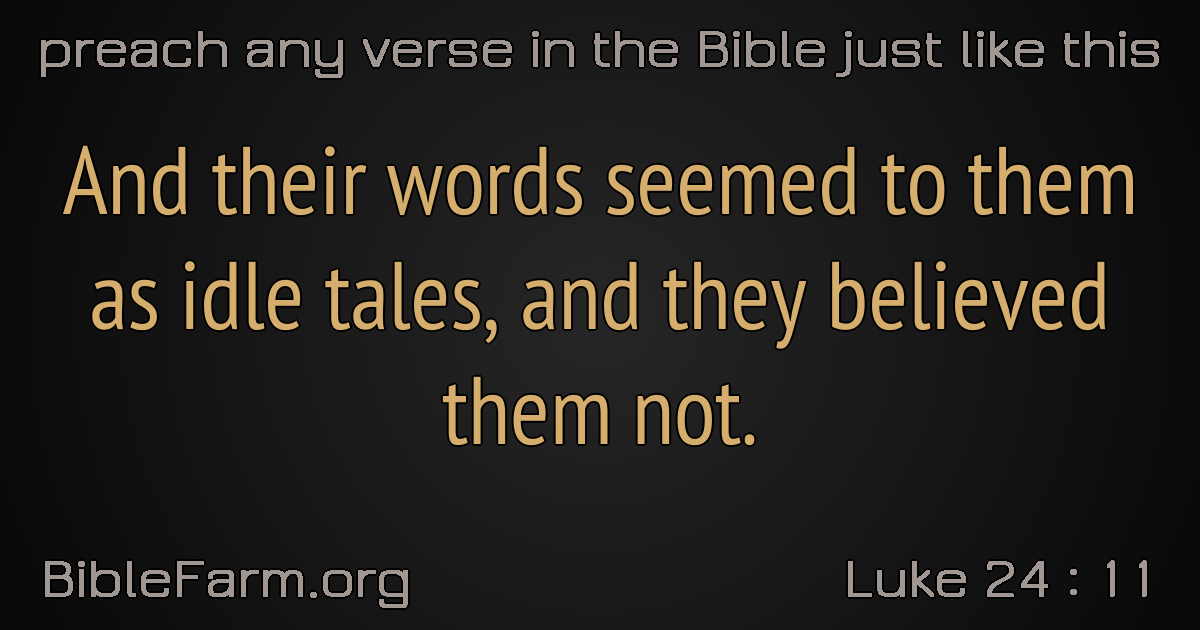 preach any verse in the Bible just like this
And their words seemed to them
as idle tales, and they believed
them not.
BibleFarm.org
Luke 24 : 11